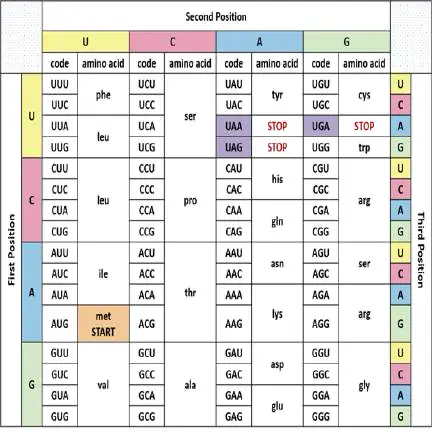 Second Position
U C A G
code amino acid code amino acid code amino acid code amino acid
First Position
Third Position
U
UUU phe UCU ser UAU tyr UGU cys U
UUC UCC UAC UGC C
UUA leu UCA UAA STOP UGA STOP A
UUG UCG UAG STOP UGG trp G
C
CUU leu CCU pro CAU his CGU arg U
CUC CCC CAC CGC C
CUA CCA CAA gln CGA A
CUG CCG CAG CGG G
A
AUU ile ACU thr AAU asn AGU ser U
AUC ACC AAC AGC C
AUA ACA AAA lys AGA arg A
AUG met START ACG AAG AGG G
G
GUU val GCU ala GAU asp GGU gly U
GUC GCC GAC GGC C
GUA GCA GAA glu GGA A
GUG GCG GAG GGG G